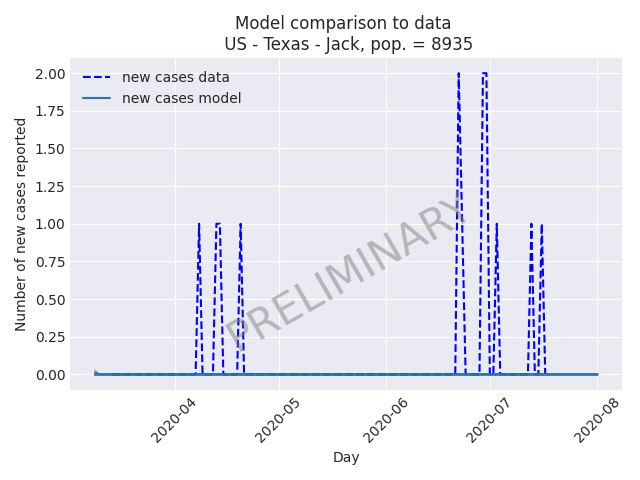 Model comparison to data
US - Texas - Jack, pop. = 8935
new cases data
new cases model
Number of new cases reported
2.00
1.75
1.50
1.25
1.00
0.75
0.50
0.25
0.00
PRELIMINARY
2020-04
2020-05
2020-06
2020-07
2020-08
Day